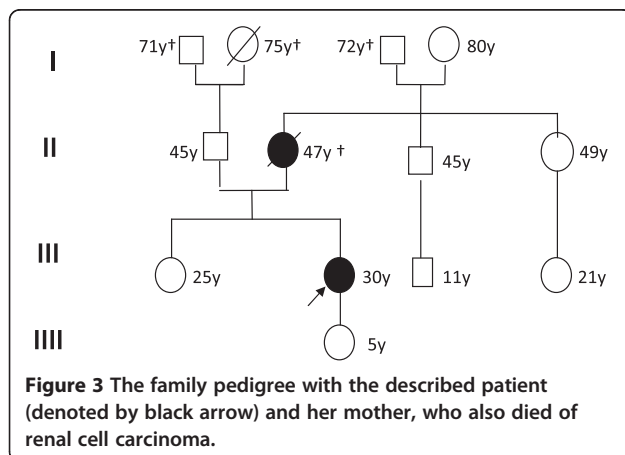 71y† 75y† 72y† 80y
I
II 45y 47y † 45y 49y
III 25y 30y 11y 21y
IIII 5y
Figure 3 The family pedigree with the described patient
(denoted by black arrow) and her mother, who also died of
renal cell carcinoma.